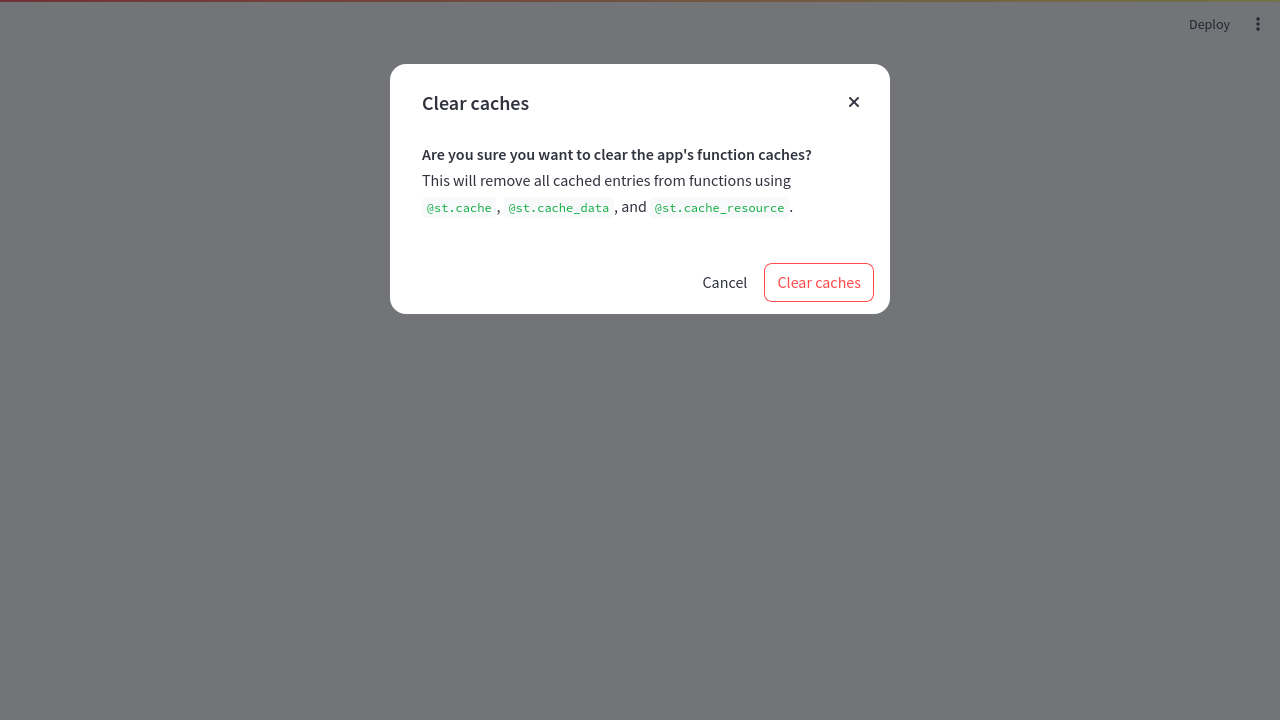 Deploy
Clear caches
Are you sure you want to clear the app's function caches?
This will remove all cached entries from functions using
@st.cache , @st.cache_data , and @st.cache_resource .
Cancel
Clear caches